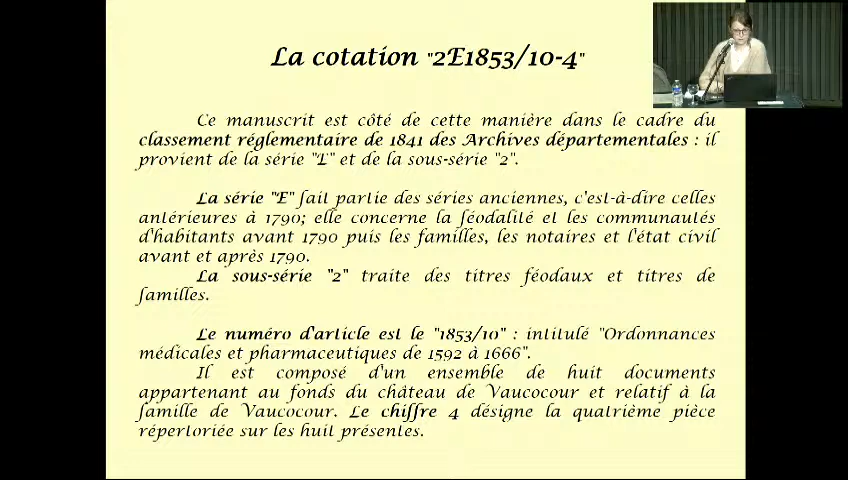 La cotation "2E1853/10-4"
Ce manuscrit est côté de cette manière dans le cadre du
classement réglementaire de 1841 des Archives départementales : il
provient de la série "E" et de la sous-série "2".
La série "E" fait partie des séries anciennes, c'est-à-dire celles
antérieures à 1790; elle concerne la féodalité et les communautés
d'habitants avant 1790 puis les familles, les notaires et l'état civil
avant et après 1790.
La sous-série "2" traite des titres féodaux et titres de
familles.
Le numéro d'article est le "1853/10" : intitulé "Ordonnances
médicales et pharmaceutiques de 1592 à 1666".
Il est composé d'un ensemble de huit documents
appartenant au fonds du château de Vaucocour et relatif à la
famille de Vaucocour. Le chiffre 4 désigne la quatrième pièce
répertoriée sur les huit présentes.